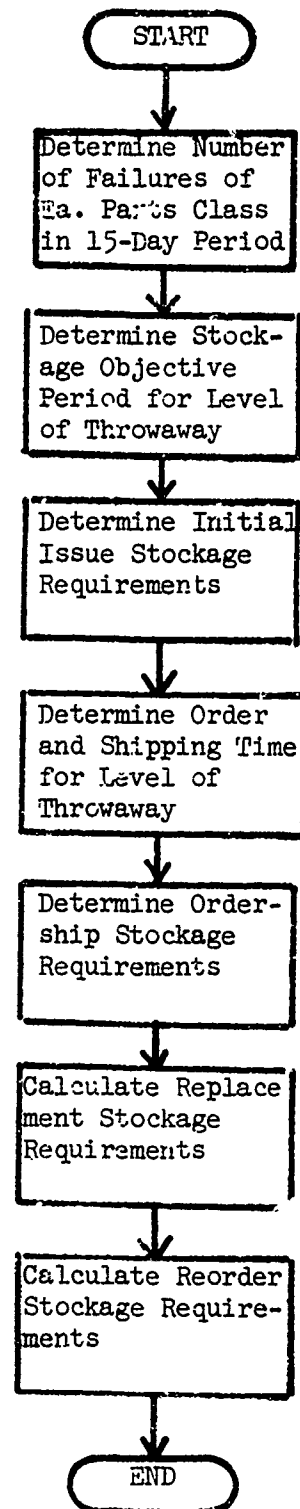 START
Determine Number
of Failures of
Ea. Parts Class
in 15-Day Period
Determine Stock-
age Objective
Period for Level
of Throwaway
Determine Initial
Issue Stockage
Requirements
Determine Order
and Shipping Time
for Level of
Throwaway
Determine Order-
ship Stockage
Requirements
Calculate Replace
ment Stockage
Requirements
Calculate Reorder
Stockage Require-
ments
END